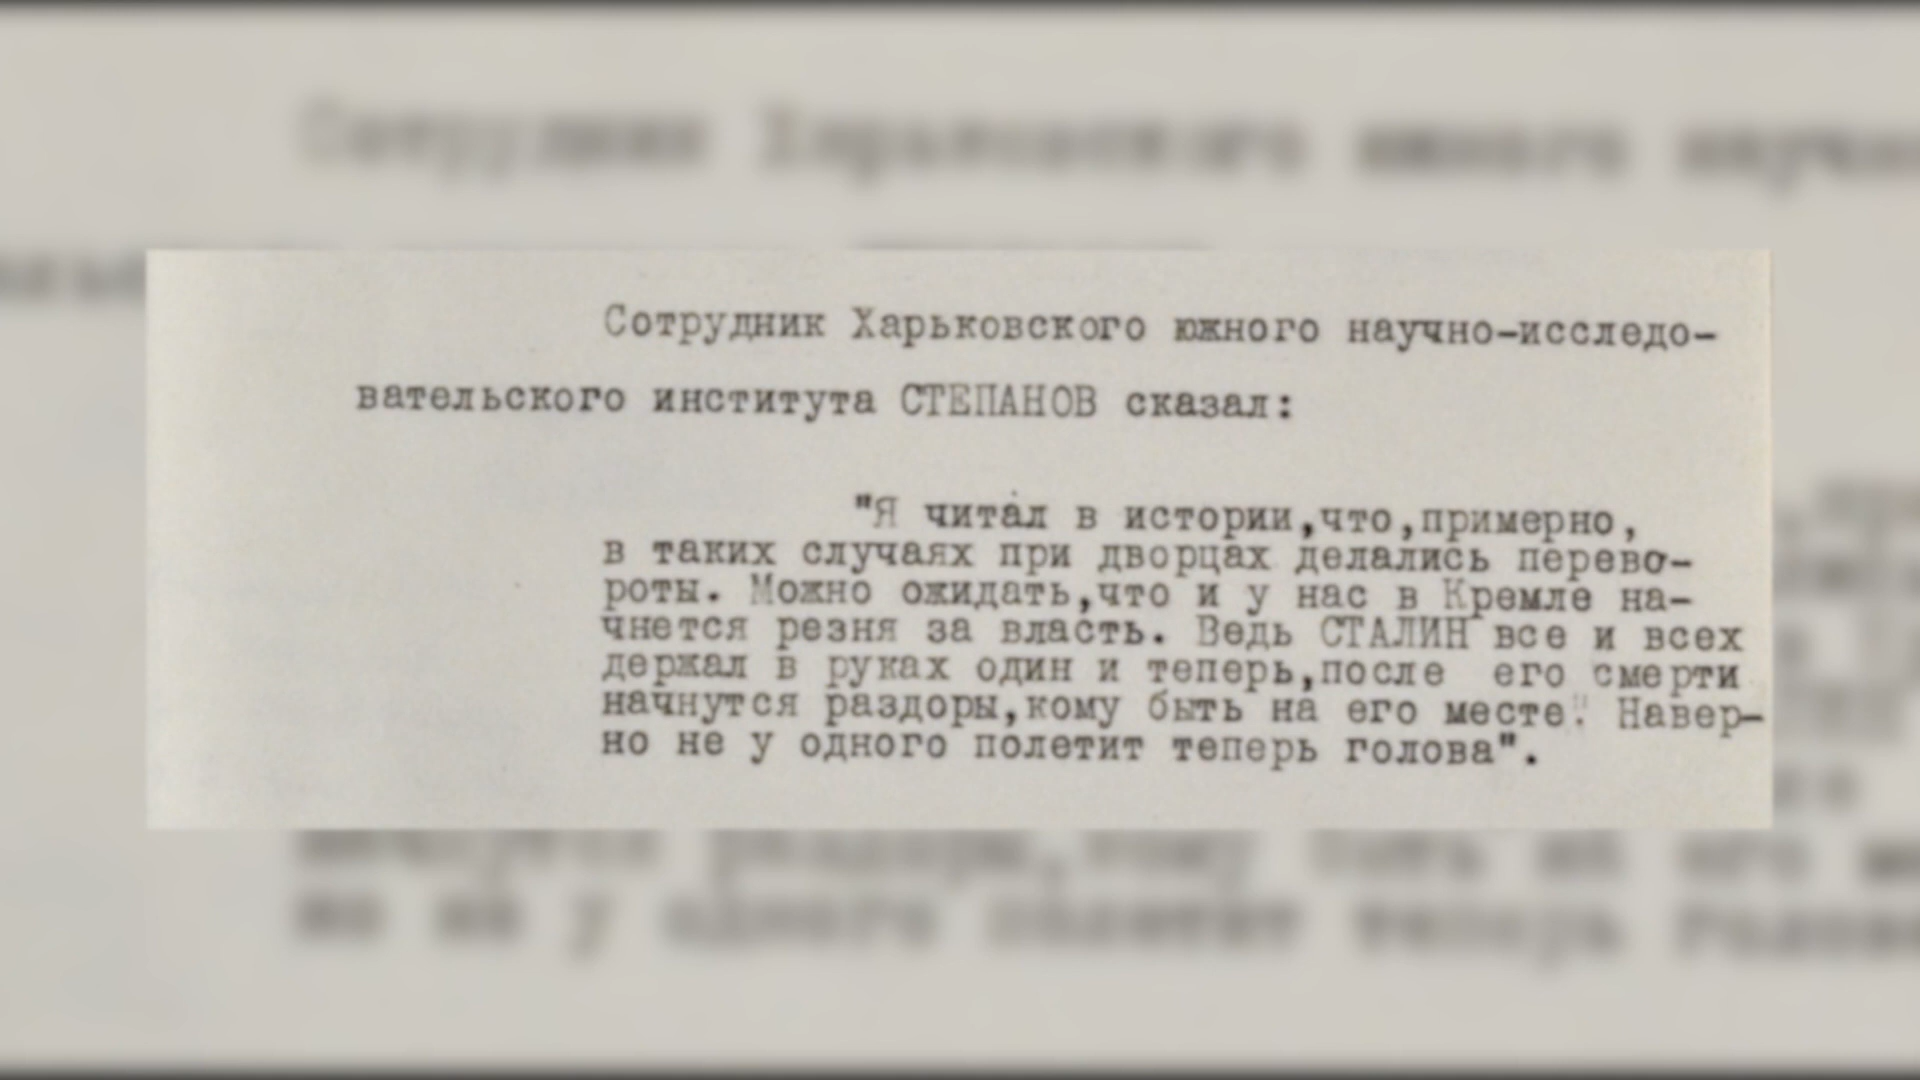 Сотрудник Харьковского южного научно-исследо-
вательского института СТЕПАНОВ сказал:
"Я читал в истории,что,примерно,
в таких случаях при дворцах делались перево-
роты. Можно ожидать,что и у нас в Кремле на-
чнется резня за власть. Ведь СТАЛИН все и всех
держал в руках один и теперь,после его смерти
начнутся раздоры,кому быть на его месте. Навер-
но не у одного полетит теперь голова".